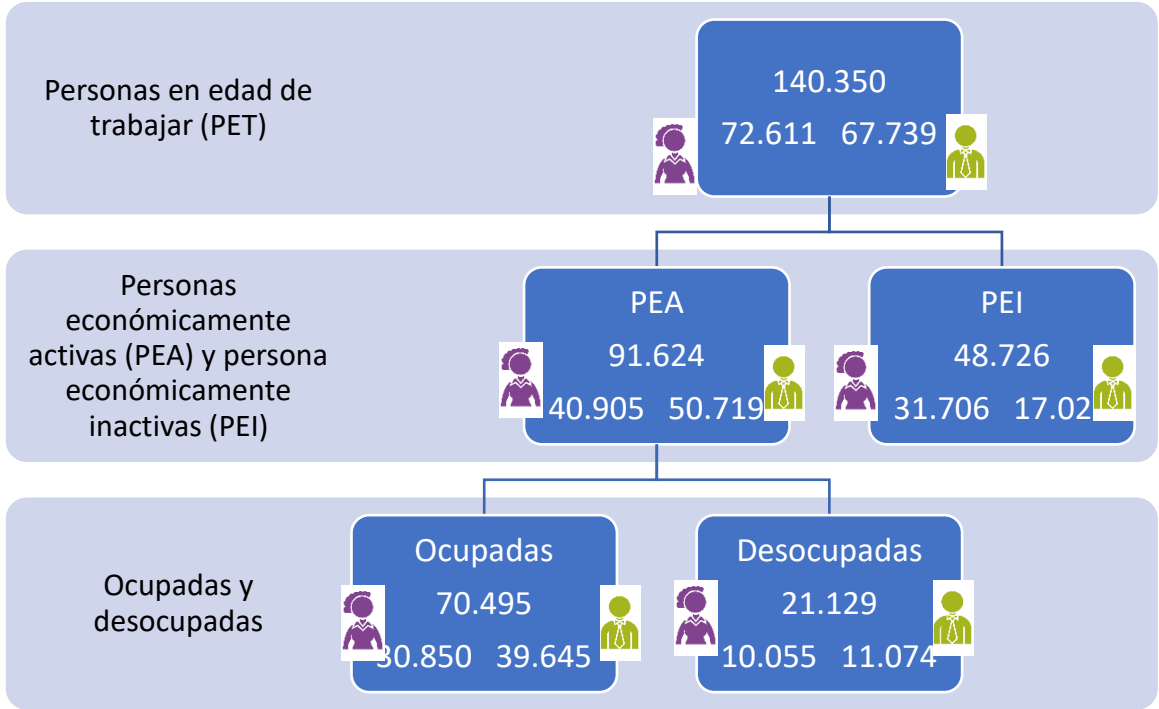 Personas en edad de
trabajar (PET)
140.350
72.611 67.739
Personas
económicamente
activas (PEA) y persona
económicamente
inactivas (PEI)
PEA
91.624
40.905 50.719
PEI
48.726
31.706 17.02
Ocupadas y
desocupadas
Ocupadas
70.495
30.850 39.645
Desocupadas
21.129
10.055 11.074